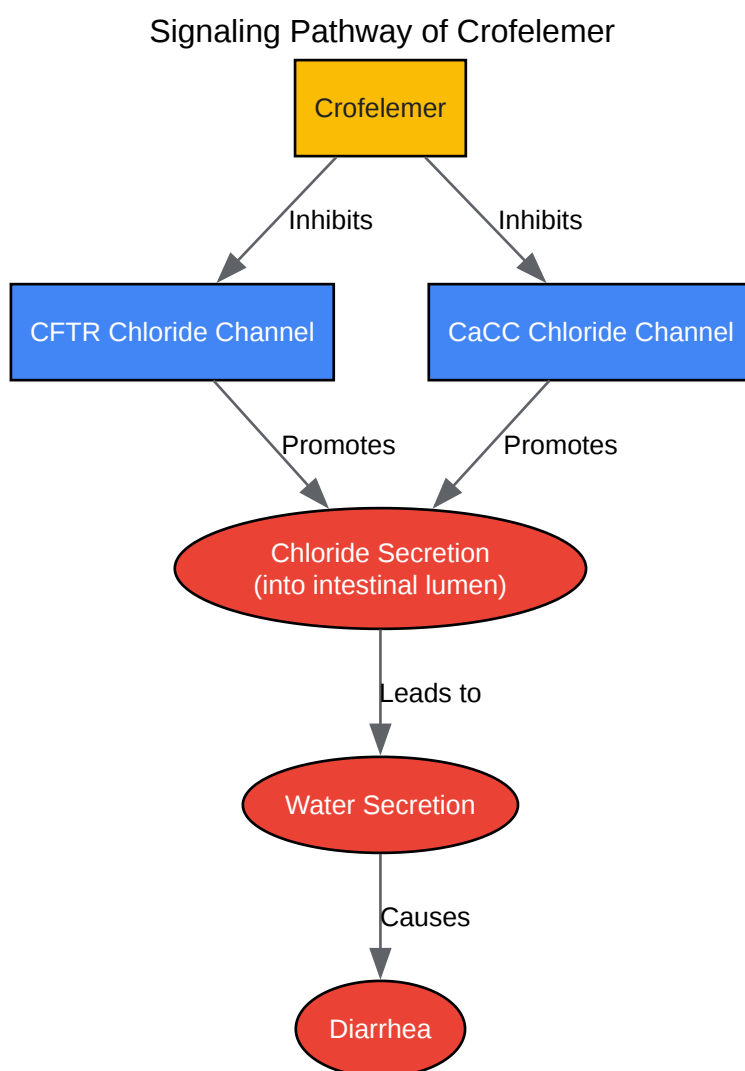 Signaling Pathway of Crofelemer
Crofelemer
Inhibits
Inhibits
CFTR Chloride Channel
CaCC Chloride Channel
Promotes
Promotes
Chloride Secretion
(into intestinal lumen)
Leads to
Water Secretion
Causes
Diarrhea